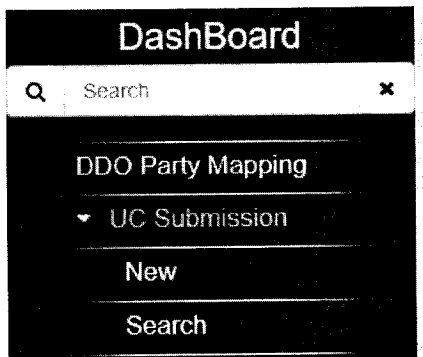 DashBoard
Search
DDO Party Mapping
UC Submission
New
Search